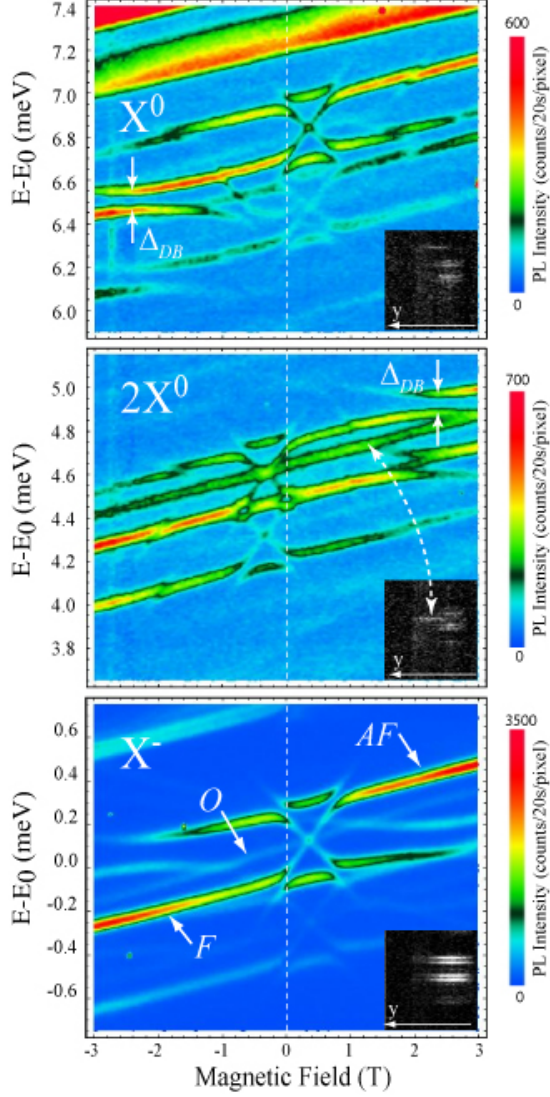 7.4
7.2
7.0
6.8
6.6
6.4
6.2
6.0
E-E0 (meV)
X⁰
Δ_DB
y
600
0
PL Intensity (counts/20s/pixel)
5.0
4.8
4.6
4.4
4.2
4.0
3.8
E-E0 (meV)
2X⁰
Δ_DB
y
700
0
PL Intensity (counts/20s/pixel)
0.6
0.4
0.2
0.0
-0.2
-0.4
-0.6
E-E0 (meV)
X⁻
AF
O
F
y
3500
0
PL Intensity (counts/20s/pixel)
-3 -2 -1 0 1 2 3
Magnetic Field (T)